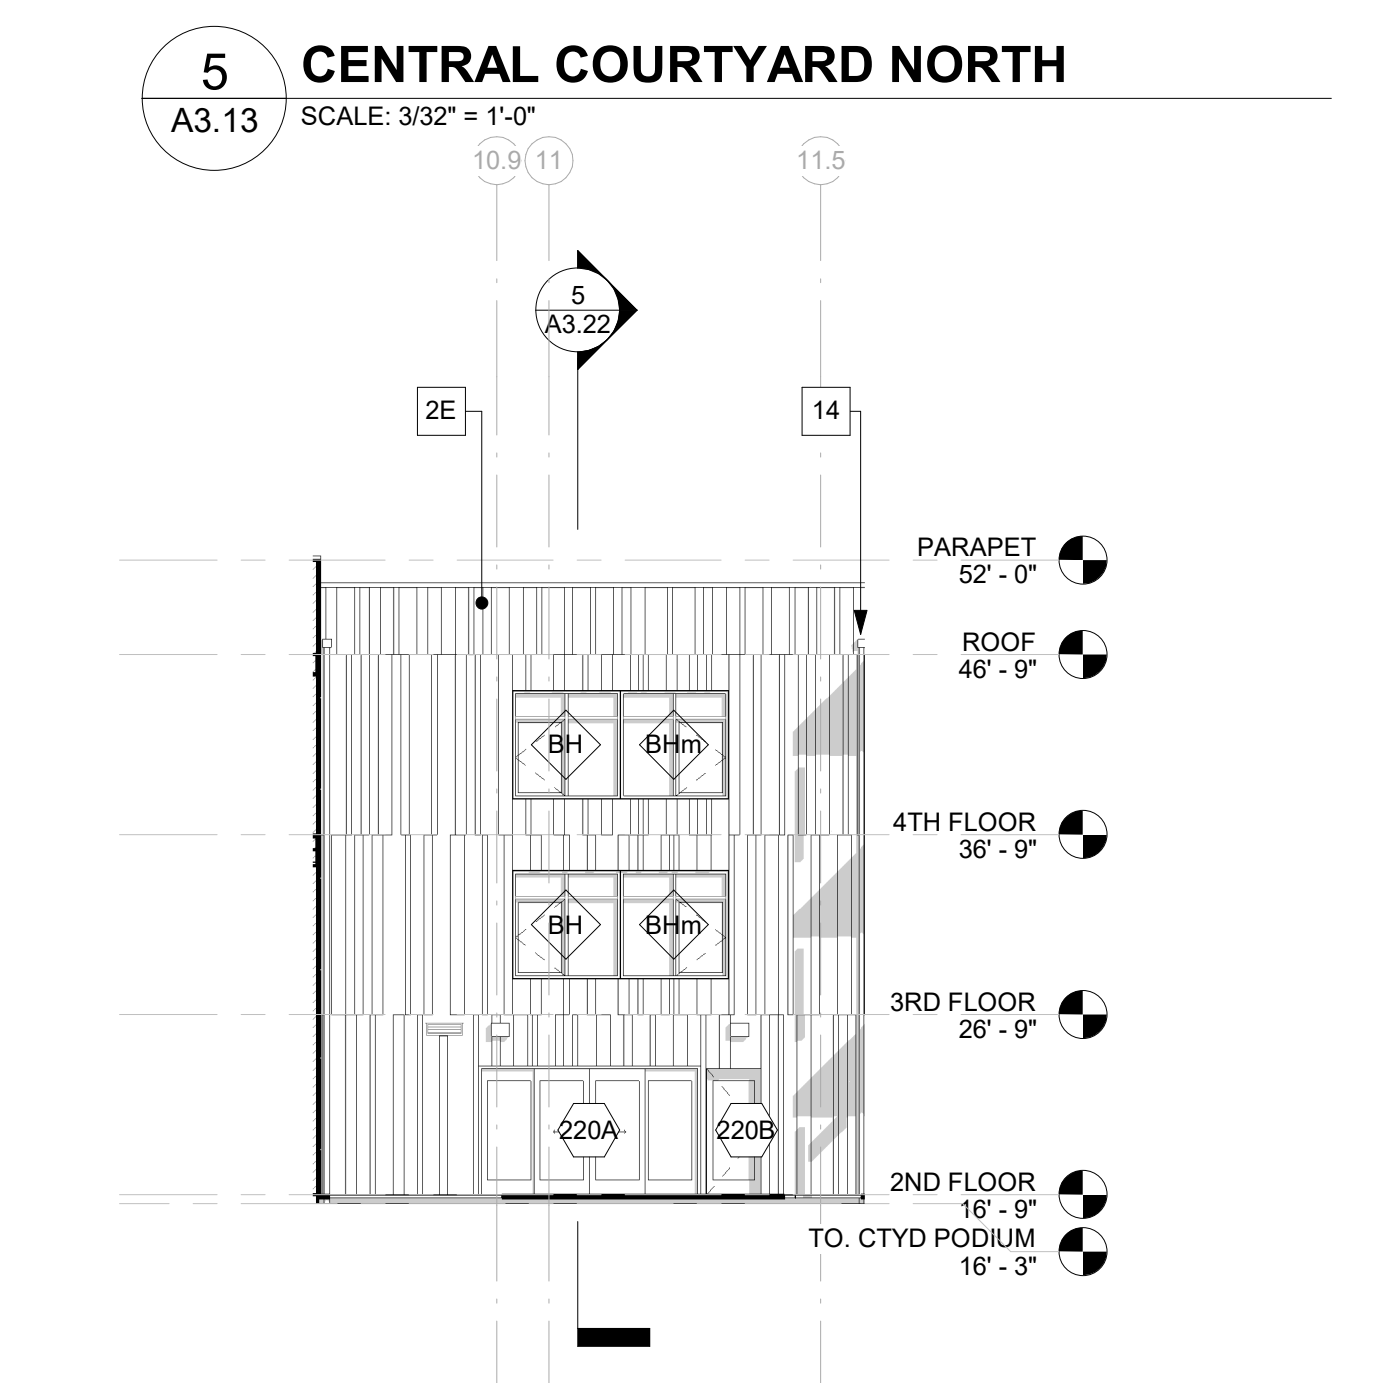 5
A3.13
CENTRAL COURTYARD NORTH
SCALE: 3/32" = 1'-0"
10.9
11
11.5
5
A3.22
2E
14
PARAPET
52' - 0"
ROOF
46' - 9"
BH
BHm
4TH FLOOR
36' - 9"
BH
BHm
3RD FLOOR
26' - 9"
220A
220B
2ND FLOOR
16' - 9"
TO. CTYD PODIUM
16' - 3"